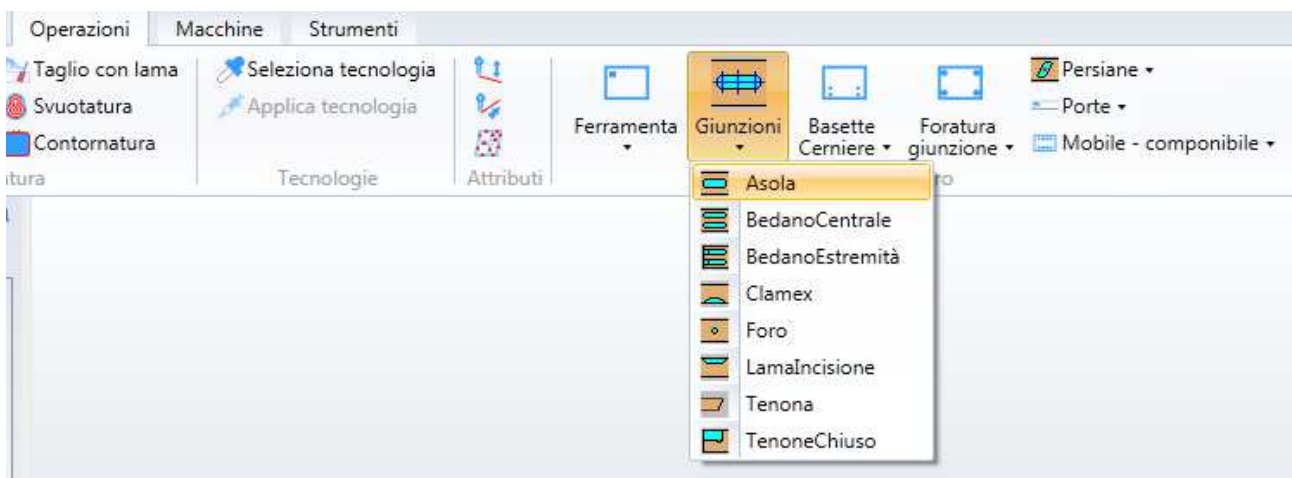 Operazioni Macchine Strumenti
Taglio con lama
Svuotatura
Contornatura
Seleziona tecnologia
Applica tecnologia
Tecnologie
Attributi
Ferramenta
Giunzioni
Basette
Cerniere
Foratura
giunzione
Persiane
Porte
Mobile - componibile
Asola
BedanoCentrale
BedanoEstremità
Clamex
Foro
LamaIncisione
Tenona
TenoneChiuso